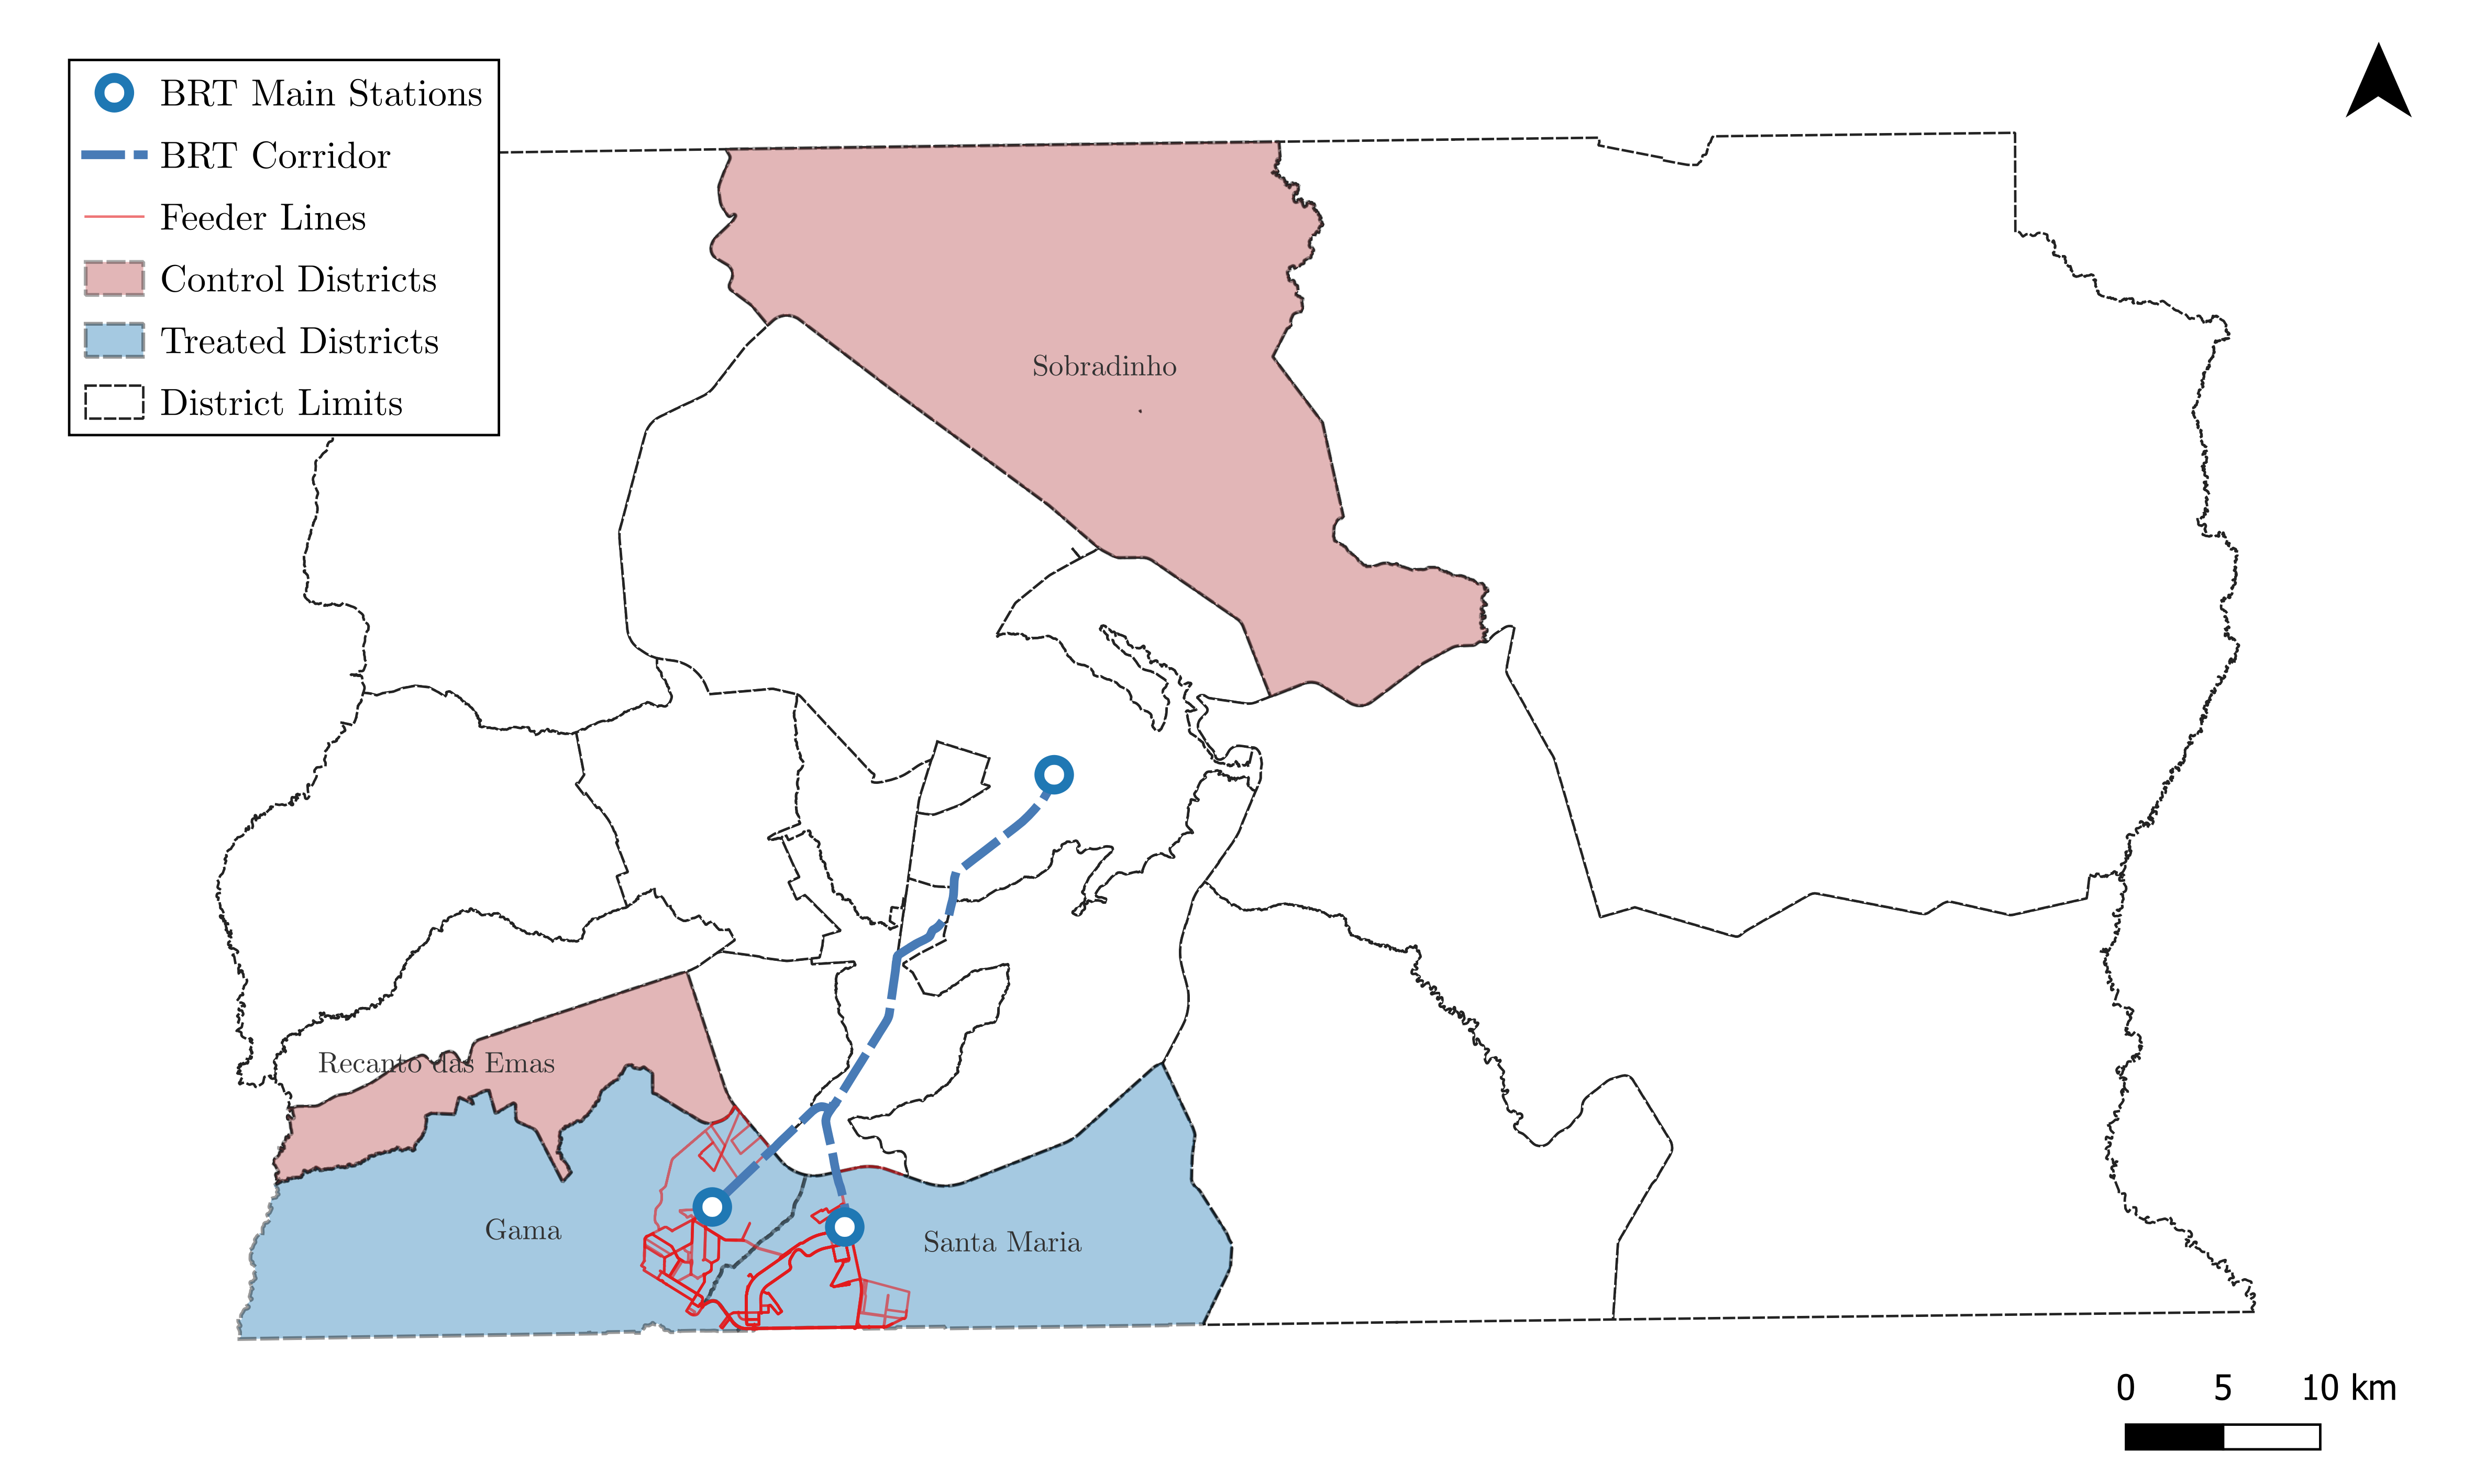 BRT Main Stations
BRT Corridor
Feeder Lines
Control Districts
Treated Districts
District Limits
Sobradinho
Recanto das Emas
Gama
Santa Maria
0 5 10 km